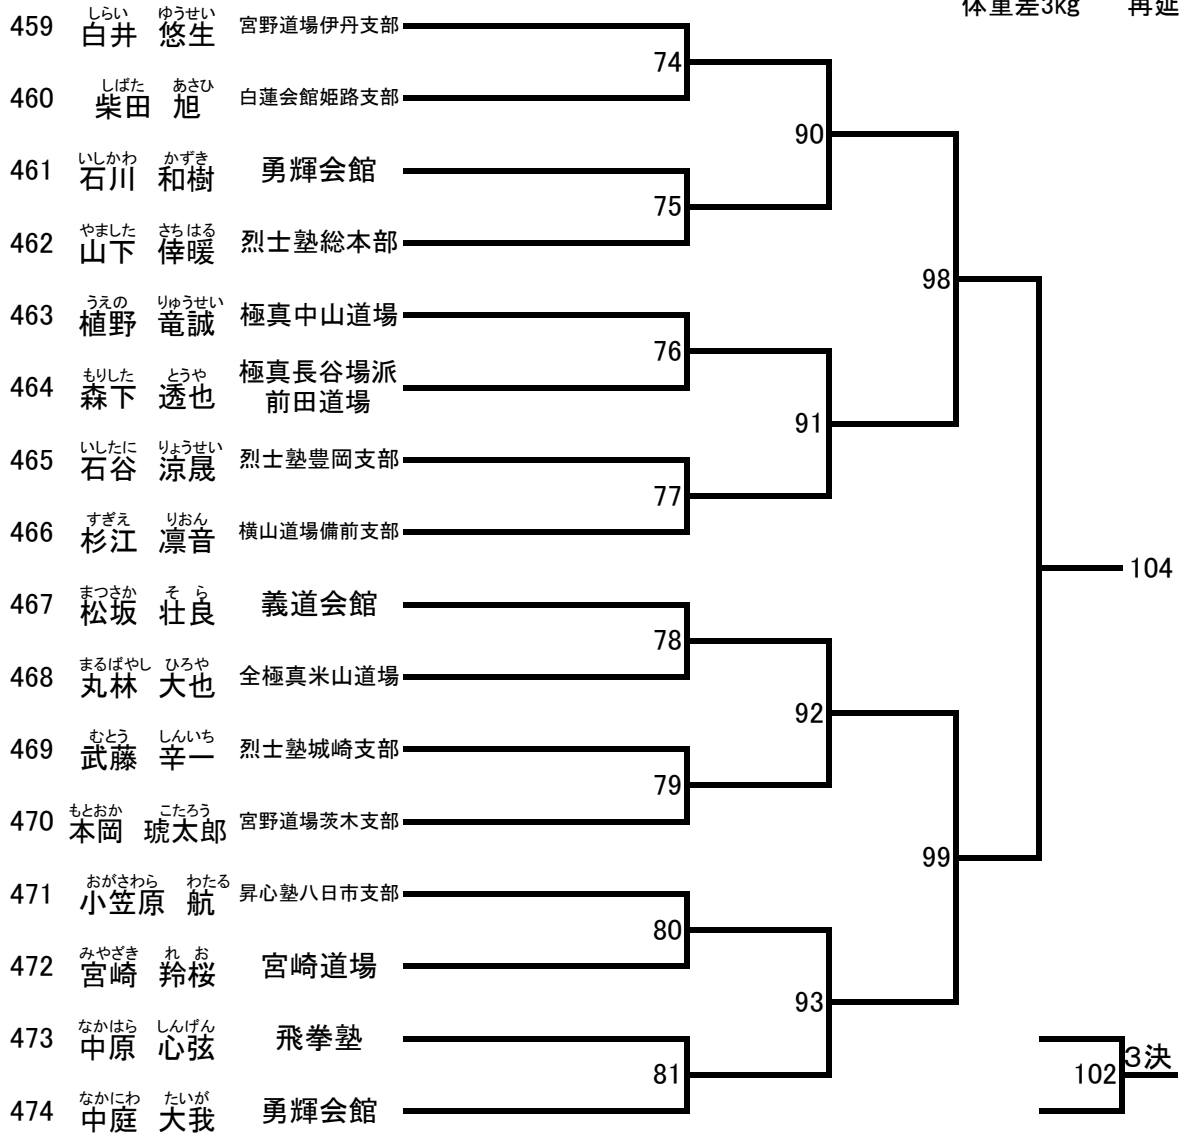 体重差3kg　再延
しらい　ゆうせい
459　白井　悠生　宮野道場伊丹支部
74
しばた　あさひ
460　柴田　旭　白蓮会館姫路支部
90
いしかわ　かずき
461　石川　和樹　勇輝会館
75
やました　さちはる
462　山下　倖暖　烈士塾総本部
98
うえの　りゅうせい
463　植野　竜誠　極真中山道場
76
もりした　とうや
464　森下　透也　極真長谷場派
前田道場
91
いしたに　りょうせい
465　石谷　涼晟　烈士塾豊岡支部
77
すぎえ　りおん
466　杉江　凛音　横山道場備前支部
104
まつさか　そ　ら
467　松坂　壮良　義道会館
78
まるばやし　ひろや
468　丸林　大也　全極真米山道場
92
むとう　しんいち
469　武藤　辛一　烈士塾城崎支部
79
もとおか　こたろう
470　本岡　琥太郎　宮野道場茨木支部
99
おがさわら　わたる
471　小笠原　航　昇心塾八日市支部
80
みやざき　れ　お
472　宮崎　羚桜　宮崎道場
93
なかはら　しんげん
473　中原　心弦　飛拳塾
3決
81
102
なかにわ　たいが
474　中庭　大我　勇輝会館